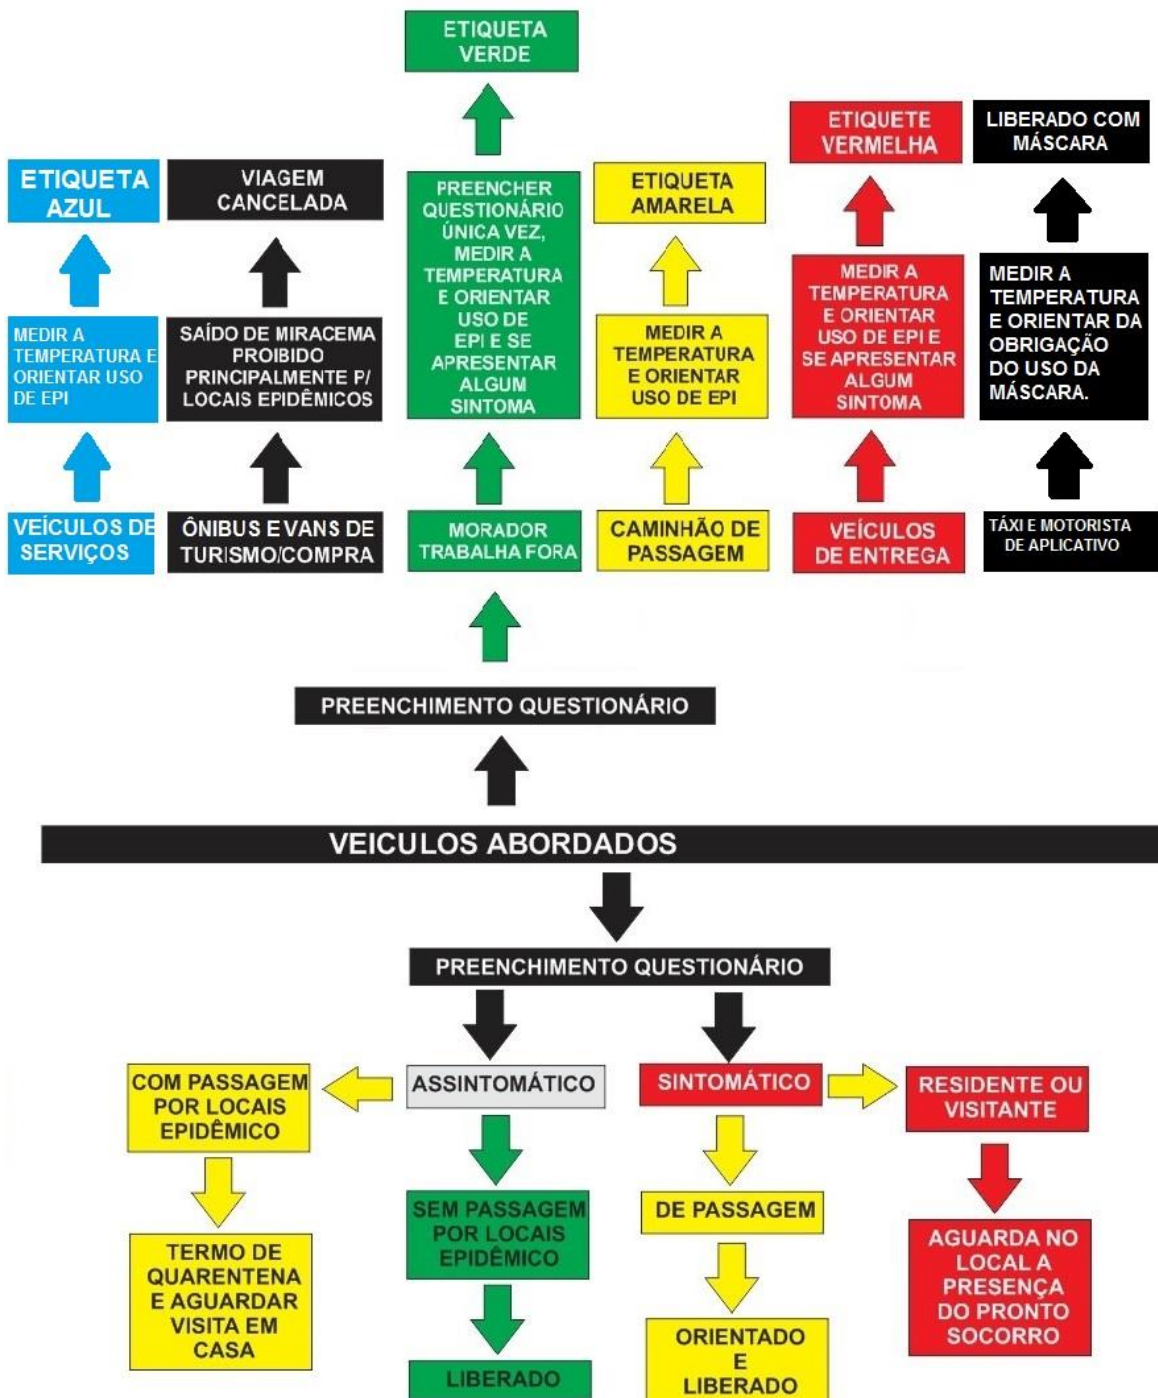 ETIQUETA
VERDE
ETIQUETE
VERMELHA
LIBERADO COM
MÁSCARA
ETIQUETA
AZUL
VIAGEM
CANCELADA
PREENCHER
QUESTIONÁRIO
ÚNICA VEZ,
MEDIR A
TEMPERATURA
E ORIENTAR
USO DE
EPI E SE
APRESENTAR
ALGUM
SINTOMA
ETIQUETA
AMARELA
MEDIR A
TEMPERATURA E
ORIENTAR USO
DE EPI
SAÍDO DE MIRACEMA
PROIBIDO
PRINCIPALMENTE P/
LOCAIS EPIDÊMICOS
MEDIR A
TEMPERATURA
E ORIENTAR
USO DE EPI
MEDIR A
TEMPERATURA
E ORIENTAR
USO DE EPI E
SE APRESENTAR
ALGUM
SINTOMA
MEDIR A
TEMPERATURA
E ORIENTAR DA
OBRIGAÇÃO
DO USO DA
MÁSCARA.
VEÍCULOS DE
SERVIÇOS
ÔNIBUS E VANS DE
TURISMO/COMPRA
MORADOR
TRABALHA FORA
CAMINHÃO DE
PASSAGEM
VEÍCULOS
DE ENTREGA
TÁXI E MOTORISTA
DE APLICATIVO
PREENCHIMENTO QUESTIONÁRIO
VEICULOS ABORDADOS
PREENCHIMENTO QUESTIONÁRIO
COM PASSAGEM
POR LOCAIS
EPIDÊMICO
ASSINTOMÁTICO
SINTOMÁTICO
RESIDENTE OU
VISITANTE
TERMO DE
QUARENTENA
E AGUARDAR
VISITA EM
CASA
SEM PASSAGEM
POR LOCAIS
EPIDÊMICO
DE PASSAGEM
AGUARDA NO
LOCAL A
PRESENÇA
DO PRONTO
SOCORRO
LIBERADO
ORIENTADO
E
LIBERADO